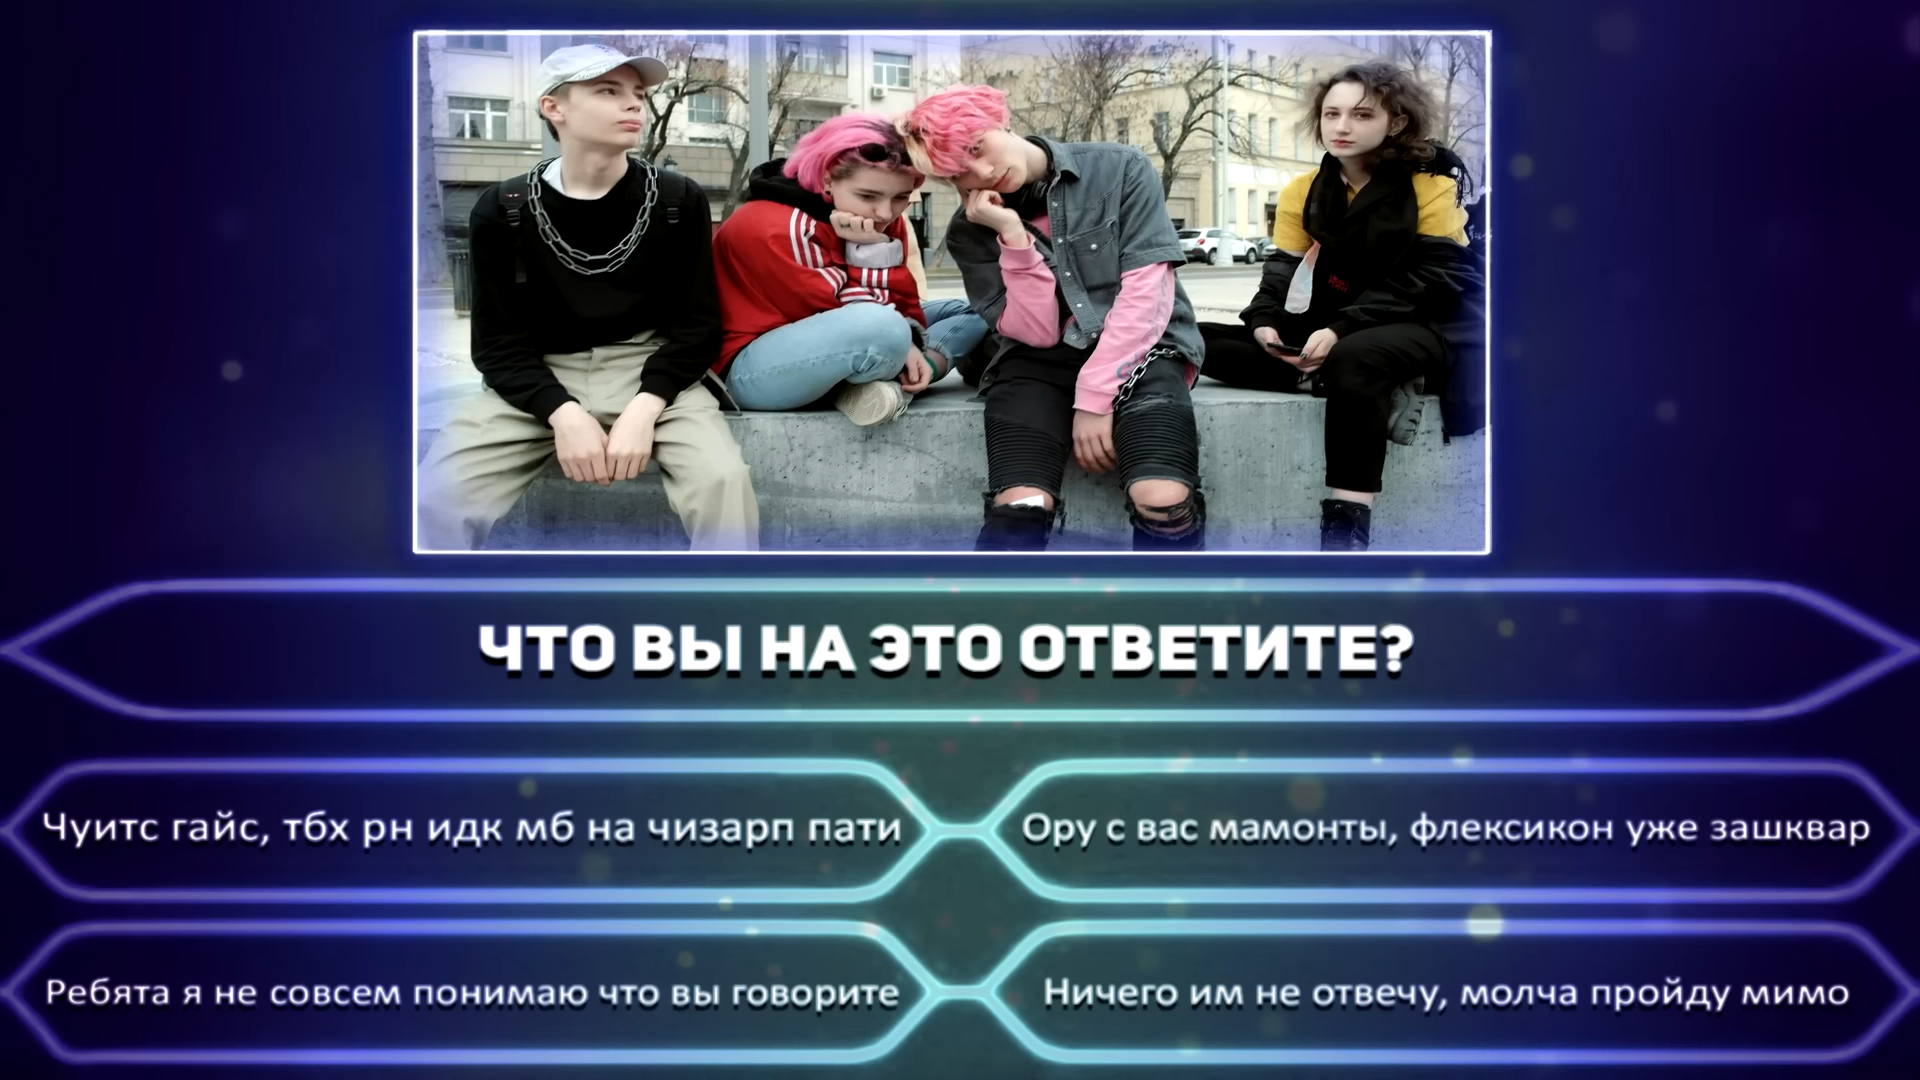 ЧТО ВЫ НА ЭТО ОТВЕТИТЕ?
Чуитс гайс, тбх рн идк мб на чизарп пати
Ору с вас мамонты, флексикон уже зашквар
Ребята я не совсем понимаю что вы говорите
Ничего им не отвечу, молча пройду мимо